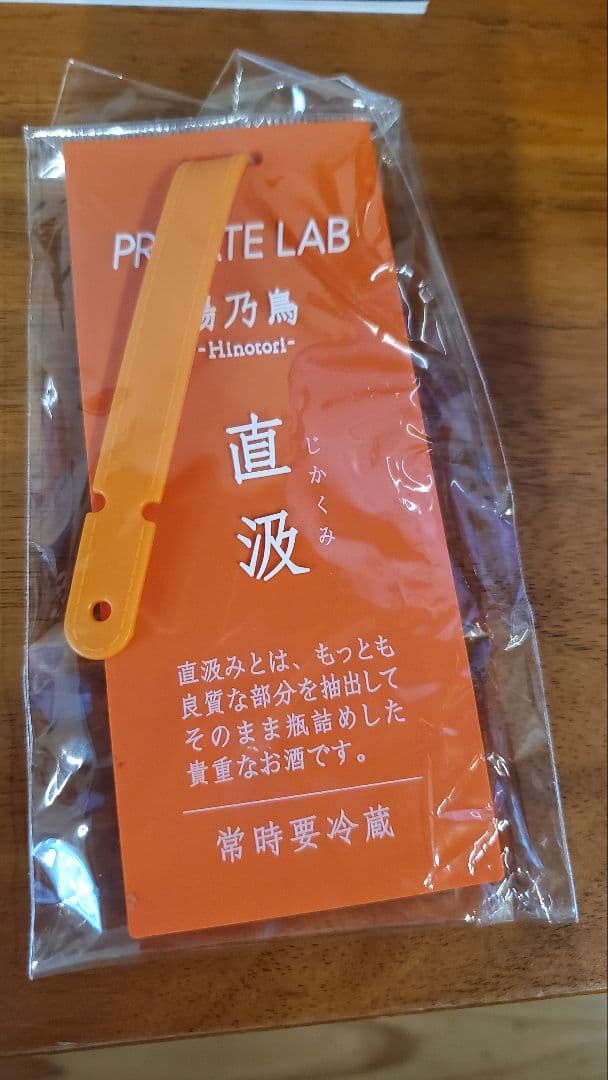 PRIVATE LAB
陽乃鳥
-Hinotori-
直汲
じかくみ
直汲みとは、もっとも
良質な部分を抽出して
そのまま瓶詰めした
貴重なお酒です。
常時要冷蔵